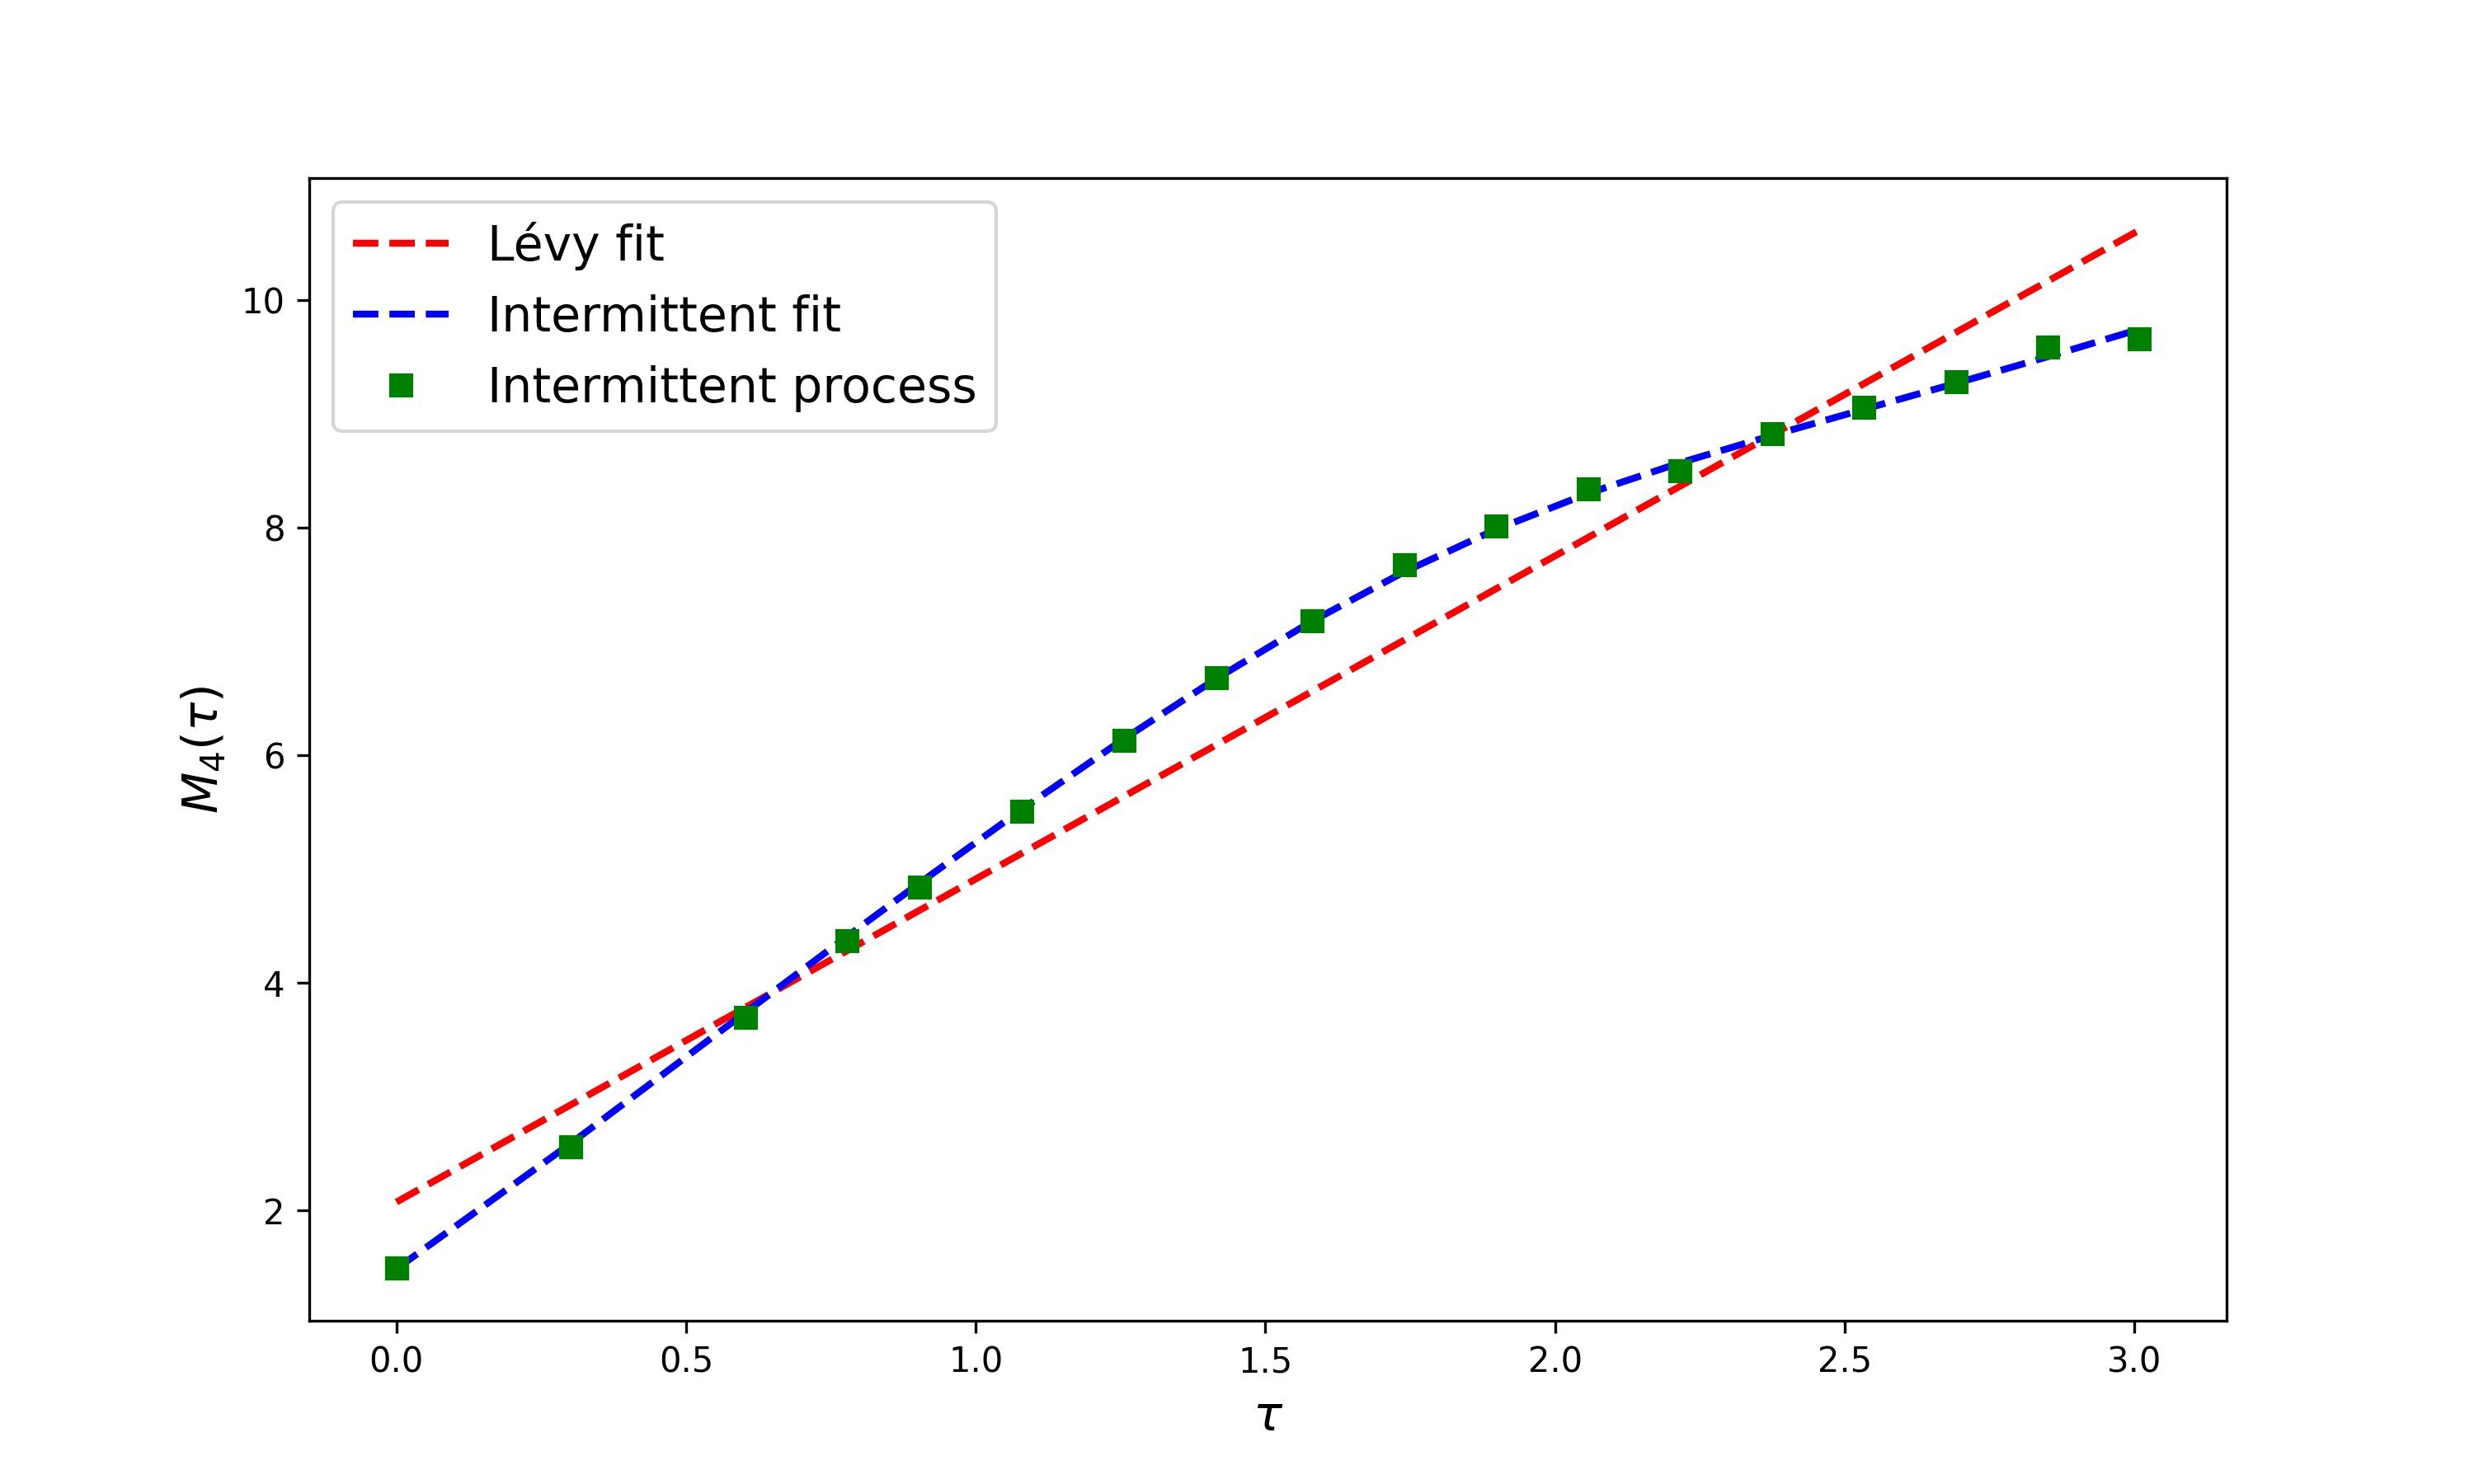 Lévy fit
Intermittent fit
Intermittent process
10
8
6
4
2
M₄(τ)
0.0 0.5 1.0 1.5 2.0 2.5 3.0
τ